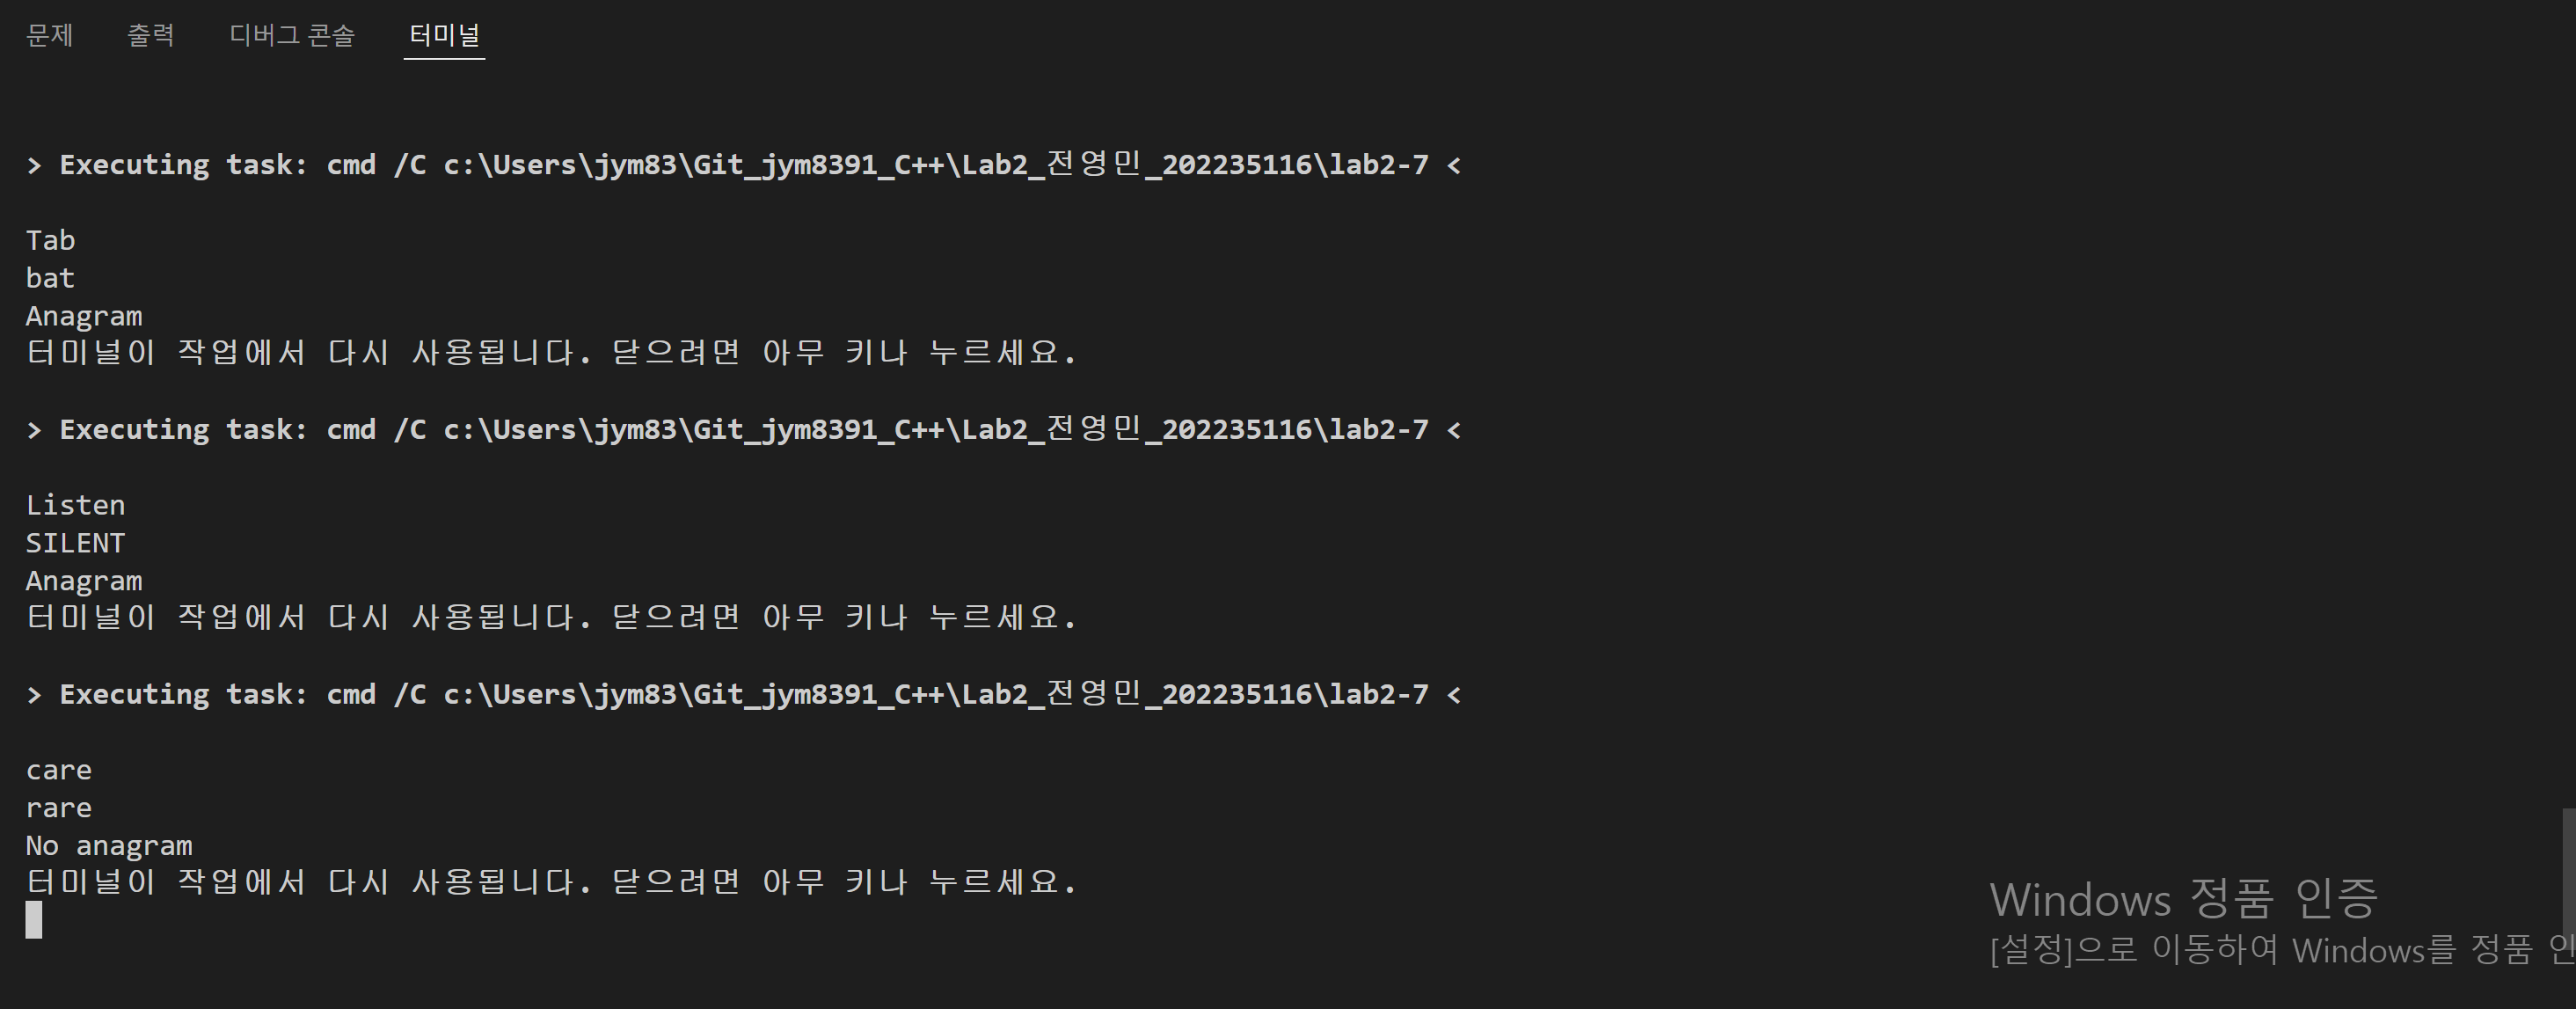 문제 출력 디버그 콘솔 터미널
> Executing task: cmd /C c:\Users\jym83\Git_jym8391_C++\Lab2_전영민_202235116\lab2-7 <
Tab
bat
Anagram
터미널이 작업에서 다시 사용됩니다. 닫으려면 아무 키나 누르세요.
> Executing task: cmd /C c:\Users\jym83\Git_jym8391_C++\Lab2_전영민_202235116\lab2-7 <
Listen
SILENT
Anagram
터미널이 작업에서 다시 사용됩니다. 닫으려면 아무 키나 누르세요.
> Executing task: cmd /C c:\Users\jym83\Git_jym8391_C++\Lab2_전영민_202235116\lab2-7 <
care
rare
No anagram
터미널이 작업에서 다시 사용됩니다. 닫으려면 아무 키나 누르세요.
Windows 정품 인증
[설정]으로 이동하여 Windows를 정품 인